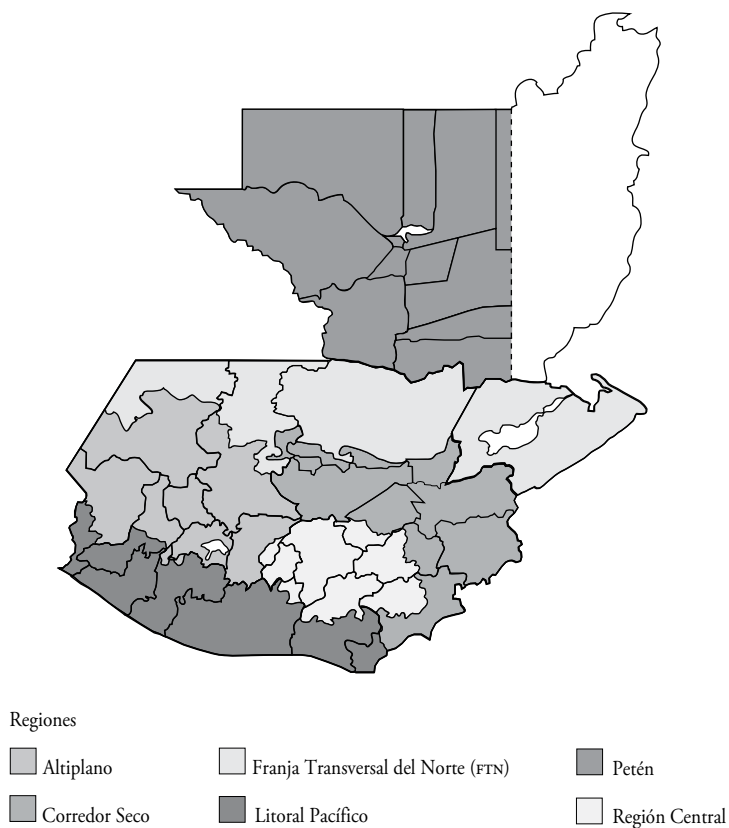 Regiones
Altiplano
Franja Transversal del Norte (FTN)
Petén
Corredor Seco
Litoral Pacífico
Región Central